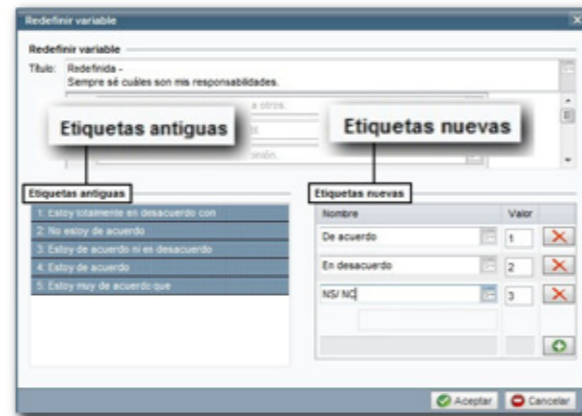 Redefinir variable
Redefinir variable
Título: Redefinida -
Sempre sé cuáles son mis responsabilidades.
a otros.
Etiquetas antiguas
Etiquetas nuevas
Etiquetas antiguas
Etiquetas nuevas
1: Estoy totalmente en desacuerdo con
2: No estoy de acuerdo
3: Estoy de acuerdo ni en desacuerdo
4: Estoy de acuerdo
5: Estoy muy de acuerdo que
Nombre Valor
De acuerdo 1
En desacuerdo 2
NS/ NC 3
Aceptar Cancelar